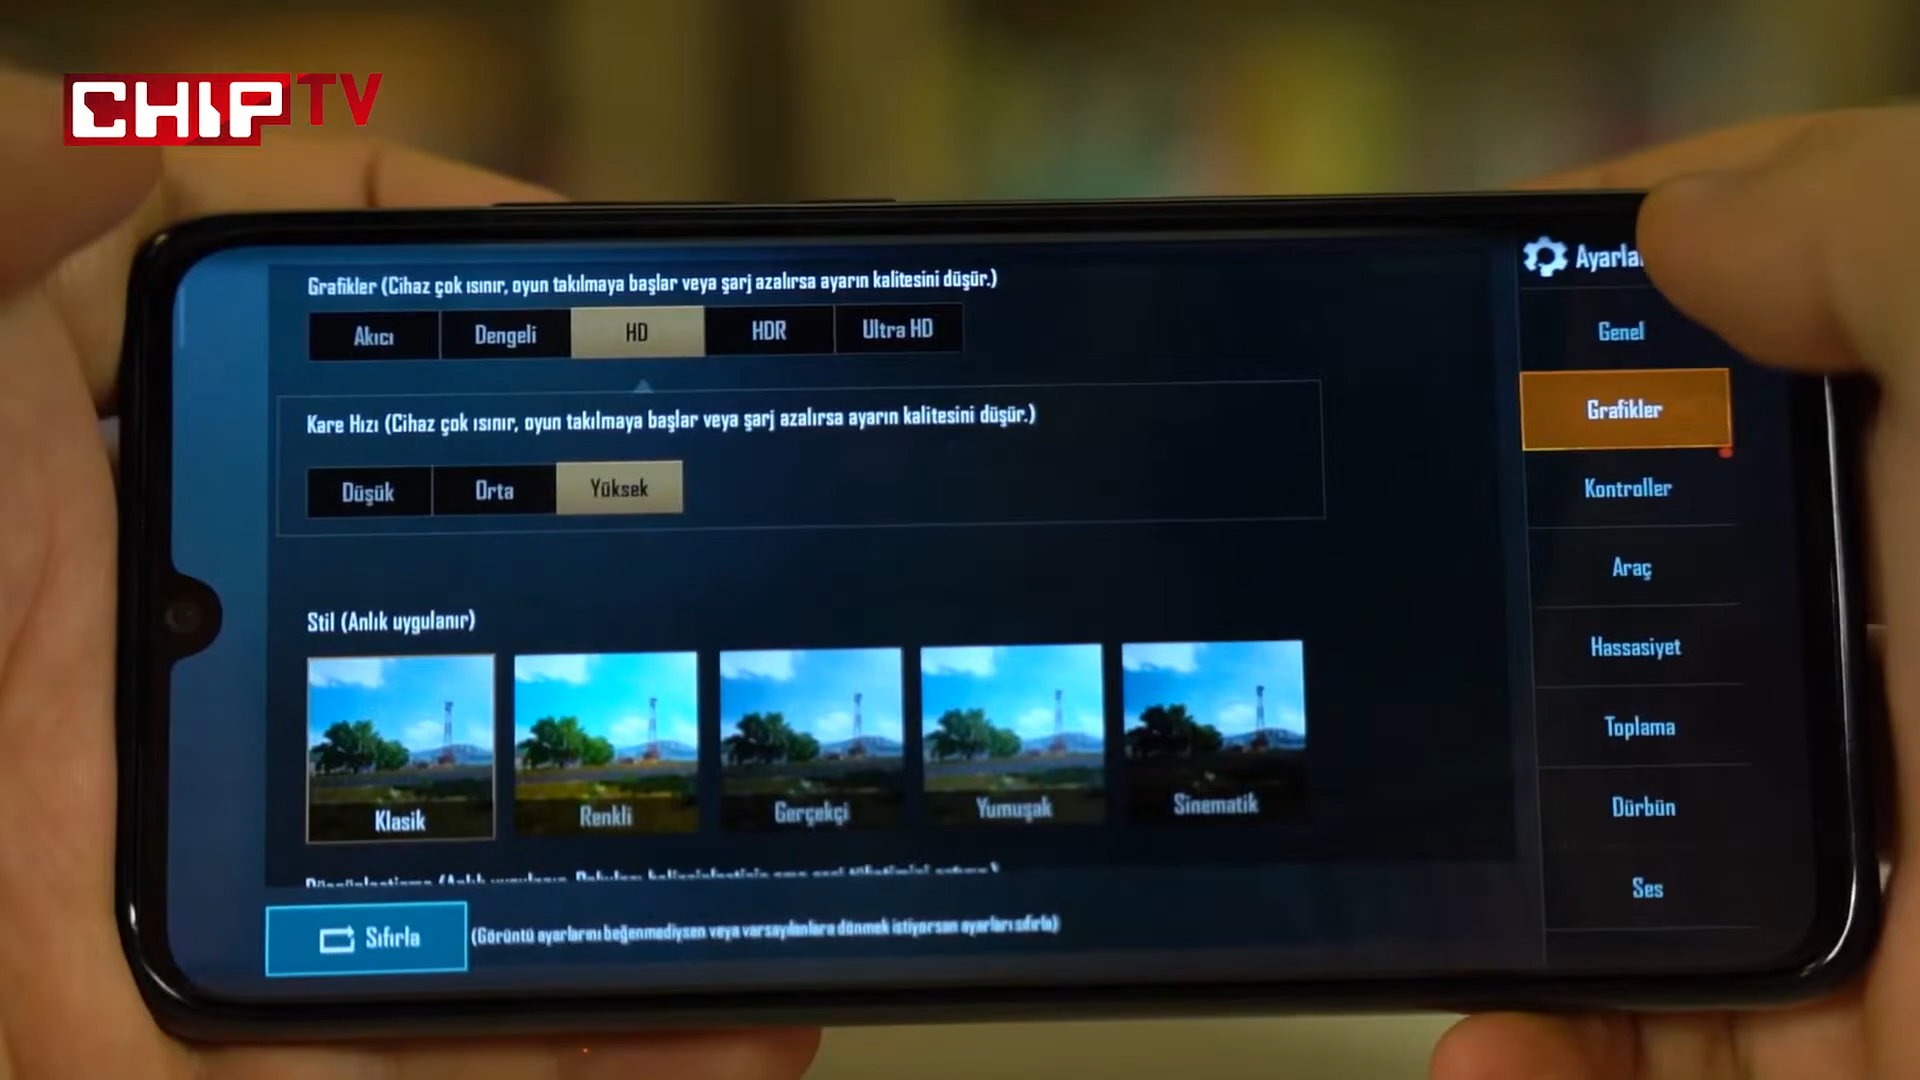 CHIP TV
Grafikler (Cihaz çok ısınır, oyun takılmaya başlar veya şarj azalırsa ayarın kalitesini düşür.)
Akıcı
Dengeli
HD
HDR
Ultra HD
Kare Hızı (Cihaz çok ısınır, oyun takılmaya başlar veya şarj azalırsa ayarın kalitesini düşür.)
Düşük
Orta
Yüksek
Stil (Anlık uygulanır)
Klasik
Renkli
Gerçekçi
Yumuşak
Sinematik
Sıfırla
(Görüntü ayarlarını beğenmediysen veya varsayılanlara dönmek istiyorsan ayarları sıfırla)
Genel
Grafikler
Kontroller
Araç
Hassasiyet
Toplama
Dürbün
Ses